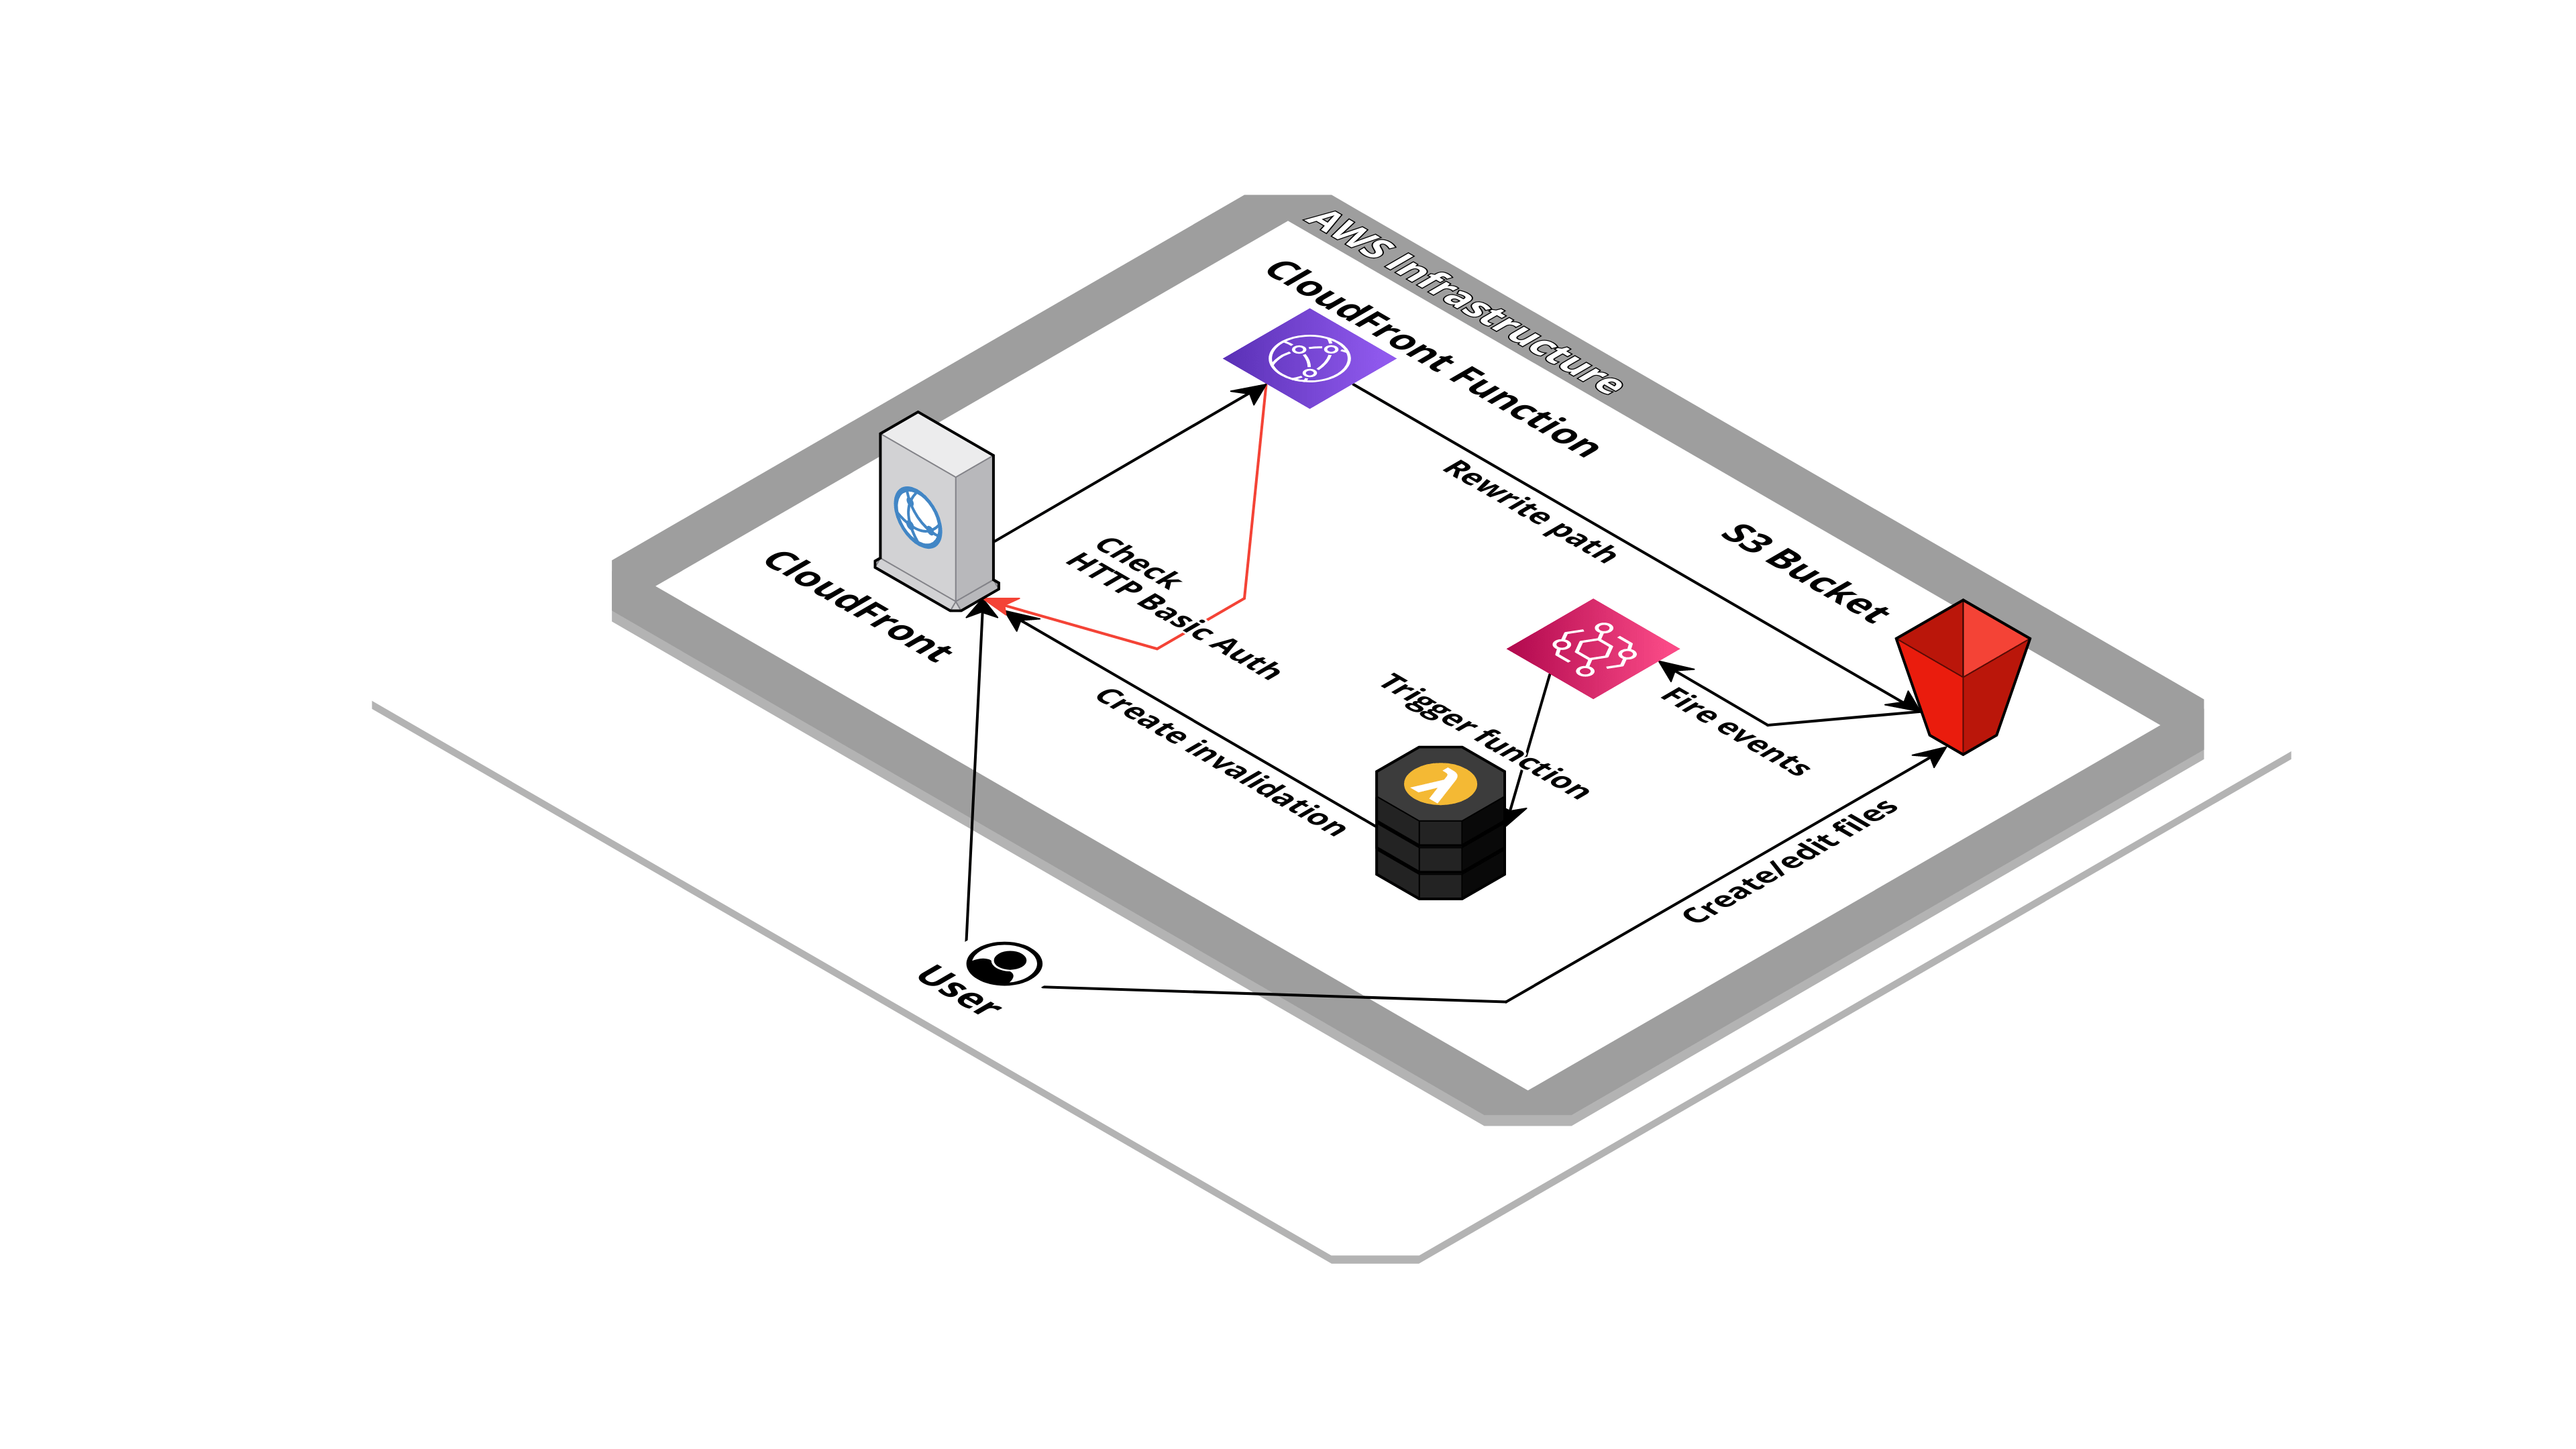 AWS Infrastructure
CloudFront Function
Rewrite path
S3 Bucket
Check
HTTP Basic Auth
CloudFront
Create invalidation
Trigger function
Fire events
Create/edit files
User